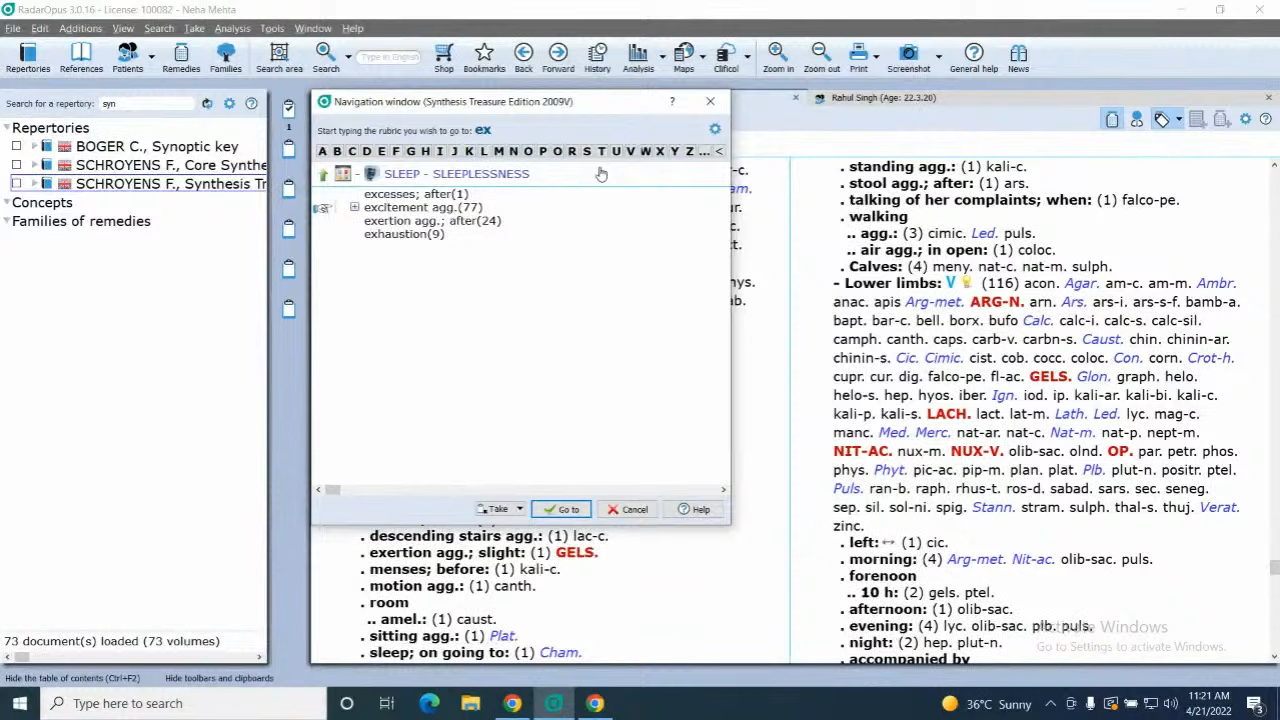 RadarOpus 3.0.16 - License: 100082 - Neha Mehta
File Edit Additions View Search Take Analysis Tools Window Help
Type in English
Repertories References Patients Remedies Families Search area Search Shop Bookmarks Back Forward History Analysis Maps Clificol Zoom in Zoom out Print Screenshot General help News
Search for a repertory: syn
Repertories
BOGER C., Synoptic key
SCHROYENS F., Core Synthe
SCHROYENS F., Synthesis Tr
Concepts
Families of remedies
73 document(s) loaded (73 volumes)
1
Navigation window (Synthesis Treasure Edition 2009V)
Start typing the rubric you wish to go to: ex
A B C D E F G H I J K L M N O P Q R S T U V W X Y Z ... <
- SLEEP - SLEEPLESSNESS
excesses; after(1)
excitement agg.(77)
exertion agg.; after(24)
exhaustion(9)
Take Go to Cancel Help
. descending stairs agg.: (1) lac-c.
. exertion agg.; slight: (1) GELS.
. menses; before: (1) kali-c.
. motion agg.: (1) canth.
. room
.. amel.: (1) caust.
. sitting agg.: (1) Plat.
. sleep; on going to: (1) Cham.
Rahul Singh (Age: 22.3.20)
. standing agg.: (1) kali-c.
. stool agg.; after: (1) ars.
. talking of her complaints; when: (1) falco-pe.
. walking
.. agg.: (3) cimic. Led. puls.
.. air agg.; in open: (1) coloc.
. Calves: (4) meny. nat-c. nat-m. sulph.
- Lower limbs: V (116) acon. Agar. am-c. am-m. Ambr.
anac. apis Arg-met. ARG-N. arn. Ars. ars-i. ars-s-f. bamb-a.
bapt. bar-c. bell. borx. bufo Calc. calc-i. calc-s. calc-sil.
camph. canth. caps. carb-v. carbn-s. Caust. chin. chinin-ar.
chinin-s. Cic. Cimic. cist. cob. cocc. coloc. Con. corn. Crot-h.
cupr. cur. dig. falco-pe. fl-ac. GELS. Glon. graph. helo.
helo-s. hep. hyos. iber. Ign. iod. ip. kali-ar. kali-bi. kali-c.
kali-p. kali-s. LACH. lact. lat-m. Lath. Led. lyc. mag-c.
manc. Med. Merc. nat-ar. nat-c. Nat-m. nat-p. nept-m.
NIT-AC. nux-m. NUX-V. olib-sac. olnd. OP. par. petr. phos.
phys. Phyt. pic-ac. pip-m. plan. plat. Plb. plut-n. positr. ptel.
Puls. ran-b. raph. rhus-t. ros-d. sabad. sars. sec. seneg.
sep. sil. sol-ni. spig. Stann. stram. sulph. thal-s. thuj. Verat.
zinc.
. left: ↔ (1) cic.
. morning: (4) Arg-met. Nit-ac. olib-sac. puls.
. forenoon
.. 10 h: (2) gels. ptel.
. afternoon: (1) olib-sac.
. evening: (4) lyc. olib-sac. plb. puls.
. night: (2) hep. plut-n.
. accompanied by
Activate Windows
Go to Settings to activate Windows.
Hide the table of contents (Ctrl+F2) Hide toolbars and clipboards
Type here to search
36°C Sunny
11:21 AM
4/21/2022
3